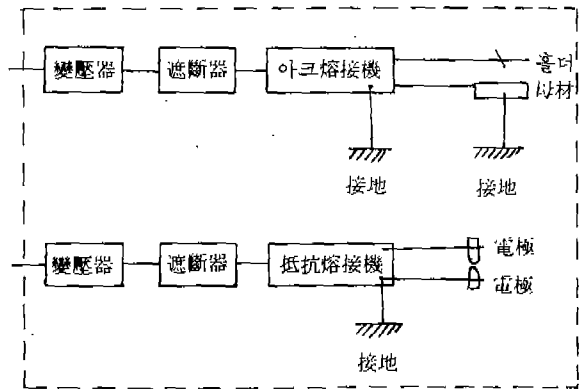 變壓器 遮斷器 아크熔接機 홀더
母材
接地 接地
變壓器 遮斷器 抵抗熔接機 電極
電極
接地